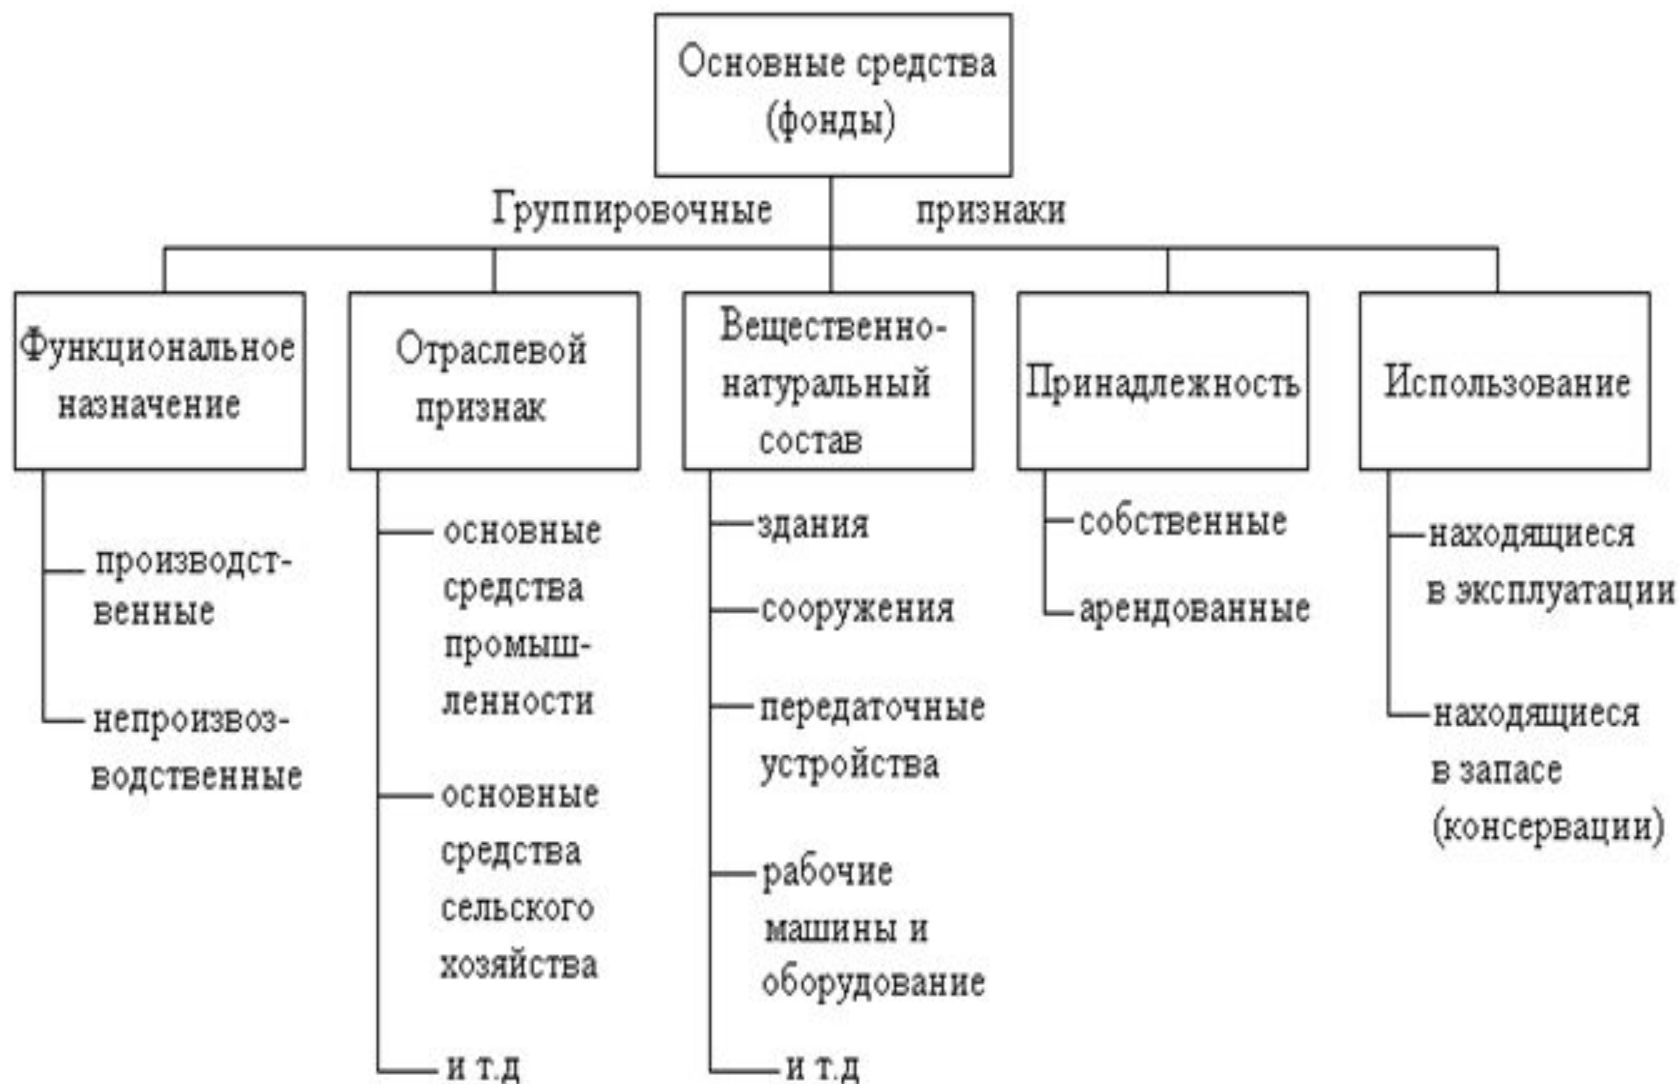 Основные средства
(фонды)
Группировочные признаки
Функциональное
назначение
производст-
венные
непроизвоз-
водственные
Отраслевой
признак
основные
средства
промыш-
ленности
основные
средства
сельского
хозяйства
и т.д
Вещественно-
натуральный
состав
здания
сооружения
передаточные
устройства
рабочие
машины и
оборудование
и т.д
Принадлежность
собственные
арендованные
Использование
находящиеся
в эксплуатации
находящиеся
в запасе
(консервации)